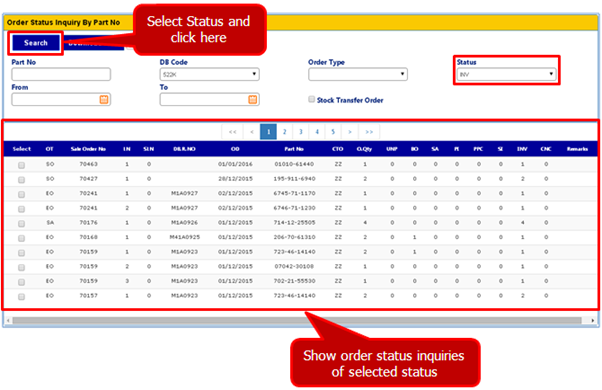 Order Status Inquiry By Part No
Select Status and
click here
Search
Part No DB Code Order Type Status
522K INV
From To
Stock Transfer Order
<< < 1 2 3 4 5 > >>
Select OT Sale Order No LN SLN DB.R.NO OD Part No CTO O.Qty UNP BO SA PI PPC SI INV CNC Remarks
SO 70463 1 0 01/01/2016 01010-61440 ZZ 1 0 0 0 0 0 0 1 0
SO 70427 1 0 28/12/2015 195-911-6940 ZZ 2 0 0 0 0 0 0 2 0
EO 70241 1 0 M1A0927 02/12/2015 6745-71-1170 ZZ 1 0 0 0 0 0 0 1 0
EO 70241 2 0 M1A0927 02/12/2015 6746-71-1230 ZZ 1 0 0 0 0 0 0 1 0
SA 70176 1 0 M1A0926 01/12/2015 714-12-25505 ZZ 4 0 0 0 0 0 0 4 0
EO 70168 1 0 M41A0925 01/12/2015 206-70-61310 ZZ 2 0 1 0 0 0 0 1 0
EO 70159 1 0 M1A0923 01/12/2015 723-46-14140 ZZ 2 0 1 0 0 0 0 1 0
EO 70159 2 0 M1A0923 01/12/2015 07042-30108 ZZ 1 0 0 0 0 0 0 1 0
EO 70159 3 0 M1A0923 01/12/2015 702-21-55530 ZZ 1 0 0 0 0 0 0 1 0
EO 70157 1 0 M1A0923 01/12/2015 723-46-14140 ZZ 2 0 0 0 0 0 0 2 0
Show order status inquiries
of selected status